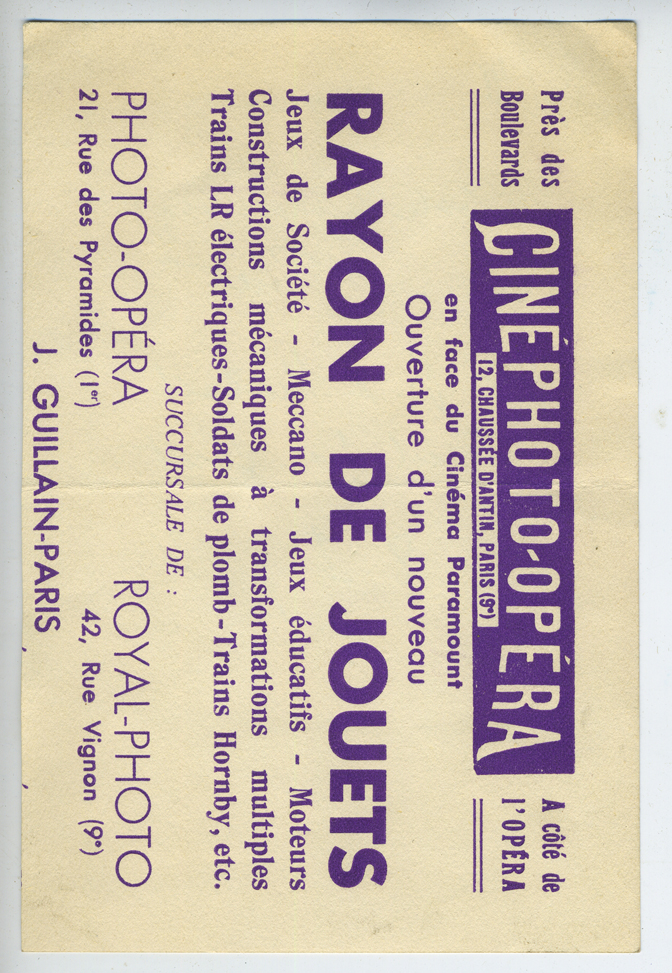 Près des
Boulevards
CINÉPHOTO-OPÉRA
12, CHAUSSÉE D'ANTIN, PARIS (9e)
A côté de
l'OPÉRA
en face du Cinéma Paramount
Ouverture d'un nouveau
RAYON DE JOUETS
Jeux de Société - Meccano - Jeux éducatifs - Moteurs
Constructions mécaniques à transformations multiples
Trains LR électriques-Soldats de plomb-Trains Hornby, etc.
SUCCURSALE DE :
PHOTO-OPÉRA
21, Rue des Pyramides (1er)
ROYAL-PHOTO
42, Rue Vignon (9e)
J. GUILLAIN-PARIS